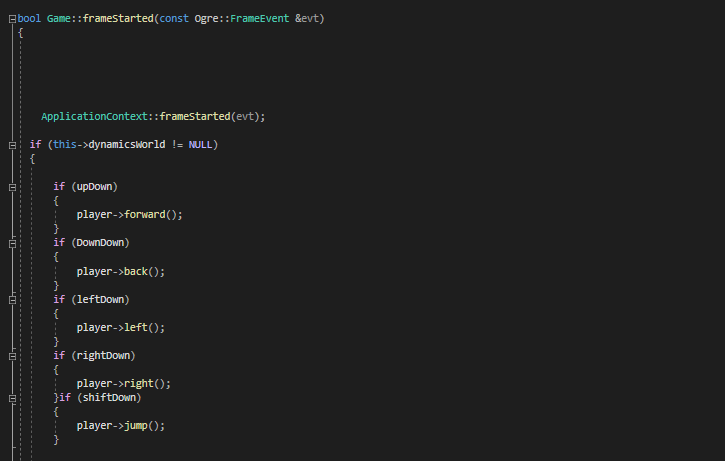 bool Game::frameStarted(const Ogre::FrameEvent &evt)
{
ApplicationContext::frameStarted(evt);
if (this->dynamicsWorld != NULL)
{
if (upDown)
{
player->forward();
}
if (DownDown)
{
player->back();
}
if (leftDown)
{
player->left();
}
if (rightDown)
{
player->right();
}if (shiftDown)
{
player->jump();
}